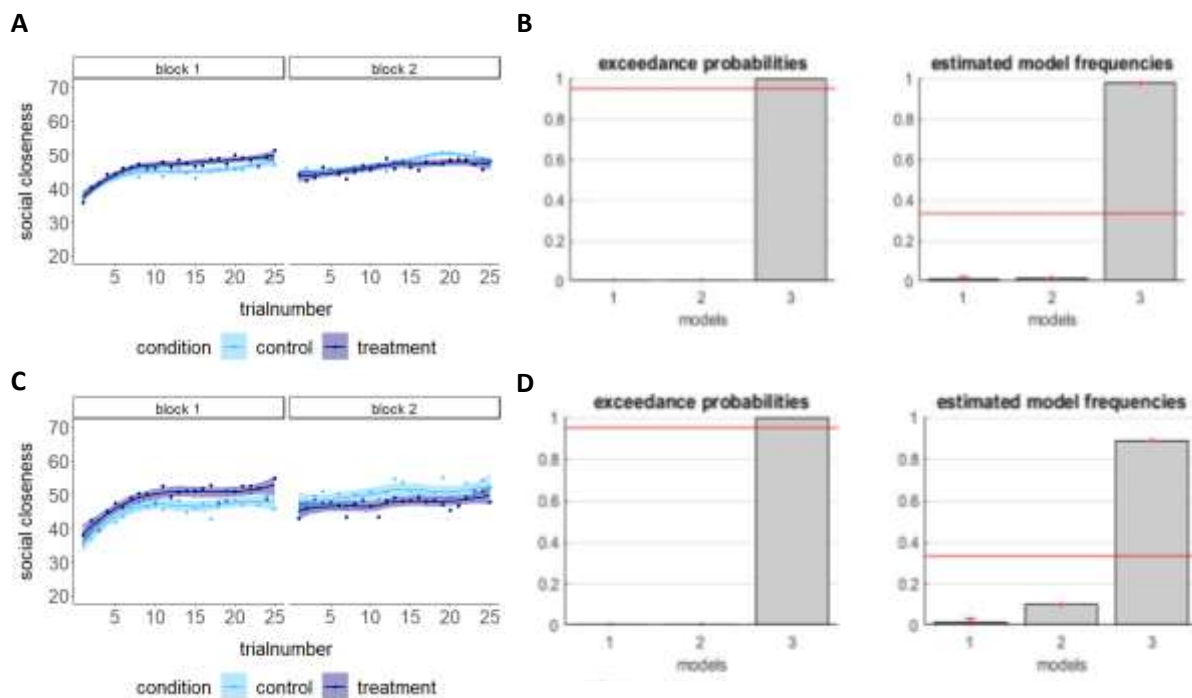 A
block 1
block 2
social closeness
70
60
50
40
30
20
5 10 15 20 25
5 10 15 20 25
trialnumber
condition control treatment
B
exceedance probabilities
1
0.8
0.6
0.4
0.2
0
1 2 3
models
estimated model frequencies
1
0.8
0.6
0.4
0.2
0
1 2 3
models
C
block 1
block 2
social closeness
70
60
50
40
30
20
5 10 15 20 25
5 10 15 20 25
trialnumber
condition control treatment
D
exceedance probabilities
1
0.8
0.6
0.4
0.2
0
1 2 3
models
estimated model frequencies
1
0.8
0.6
0.4
0.2
0
1 2 3
models